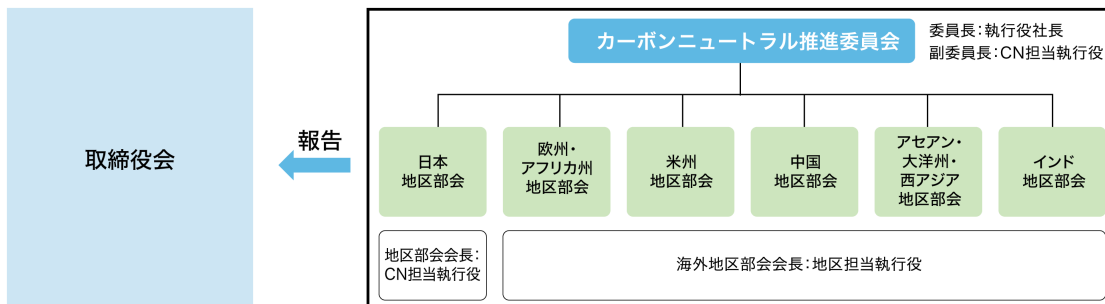 取締役会
報告
カーボンニュートラル推進委員会
委員長:執行役社長
副委員長:CN担当執行役
日本
地区部会
欧州・
アフリカ州
地区部会
米州
地区部会
中国
地区部会
アセアン・
大洋州・
西アジア
地区部会
インド
地区部会
地区部会会長:
CN担当執行役
海外地区部会会長:地区担当執行役